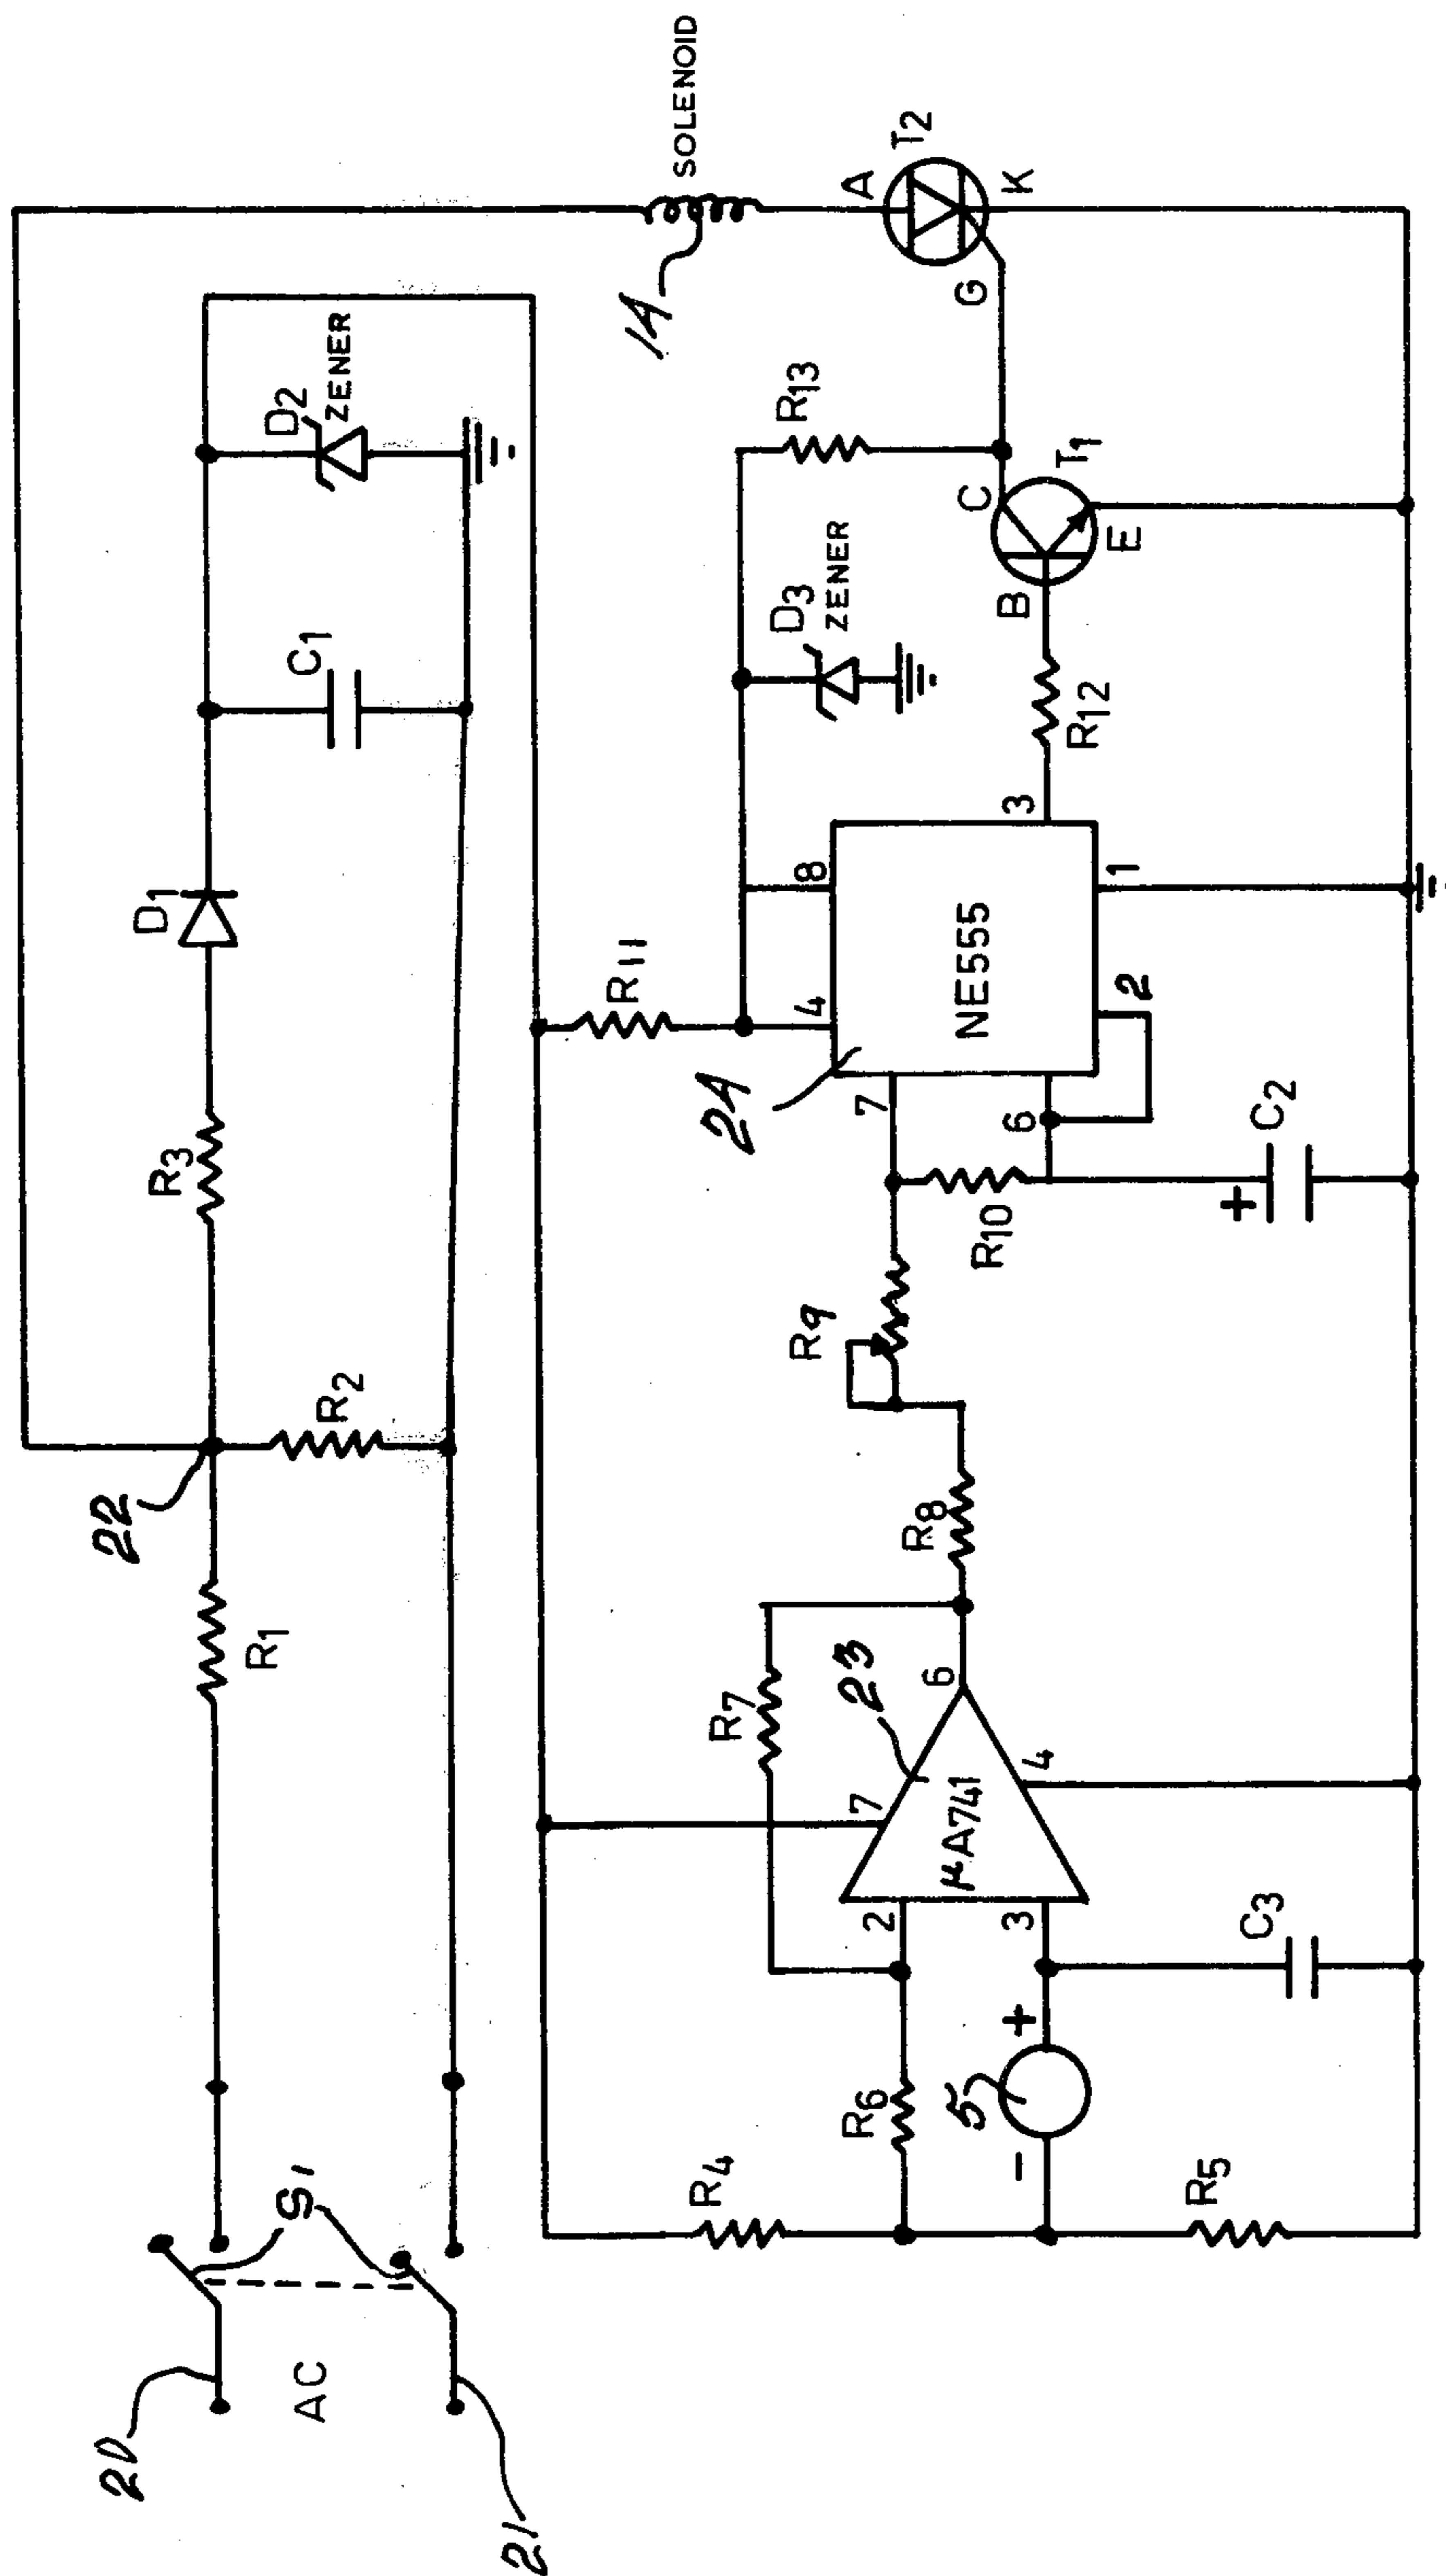 20
AC
21
S1
R1
22
R2
R3
D1
C1
D2
ZENER
SOLENOID
14
R4
R5
R6
5
-
+
C3
2
3
7
μA741
4
6
23
R7
R8
R9
R10
+
C2
R11
24
7
6
4
8
2
1
3
NE555
D3
ZENER
R12
R13
B
C
E
T1
G
A
K
T2